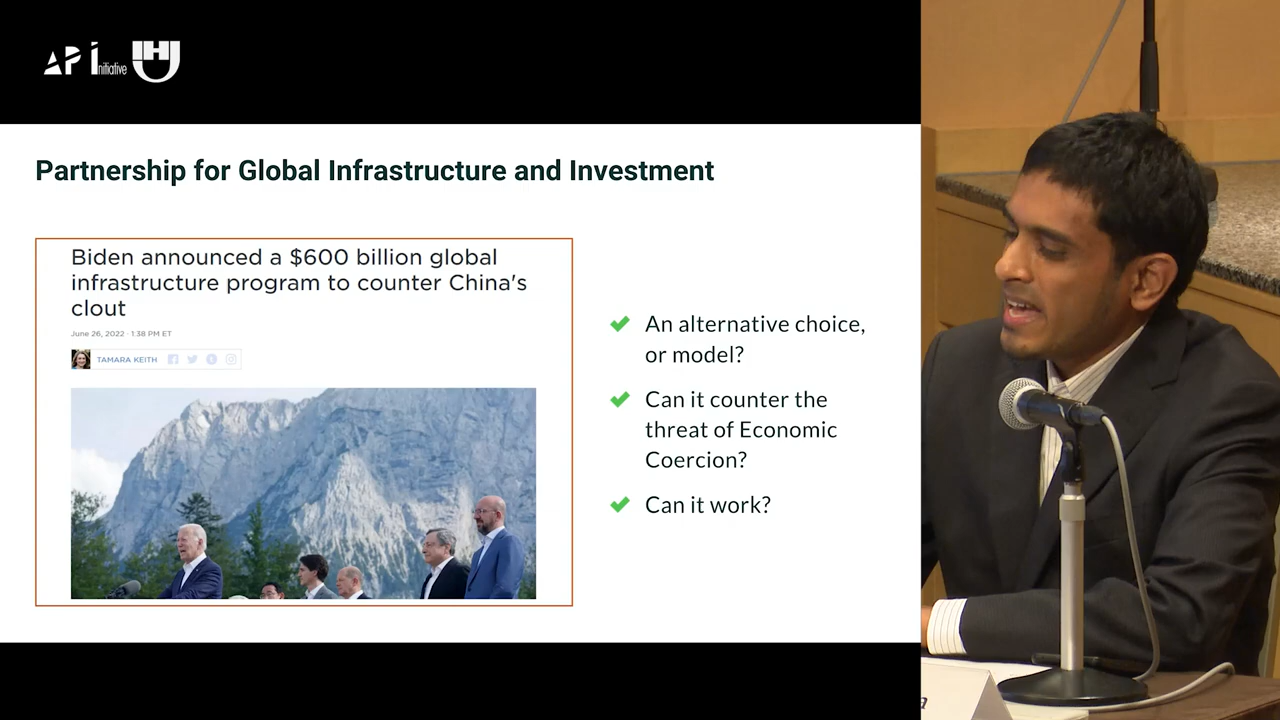 AP Initiative IHJ
Partnership for Global Infrastructure and Investment
Biden announced a $600 billion global
infrastructure program to counter China's
clout
June 26, 2022 · 1:38 PM ET
TAMARA KEITH
An alternative choice,
or model?
Can it counter the
threat of Economic
Coercion?
Can it work?
a